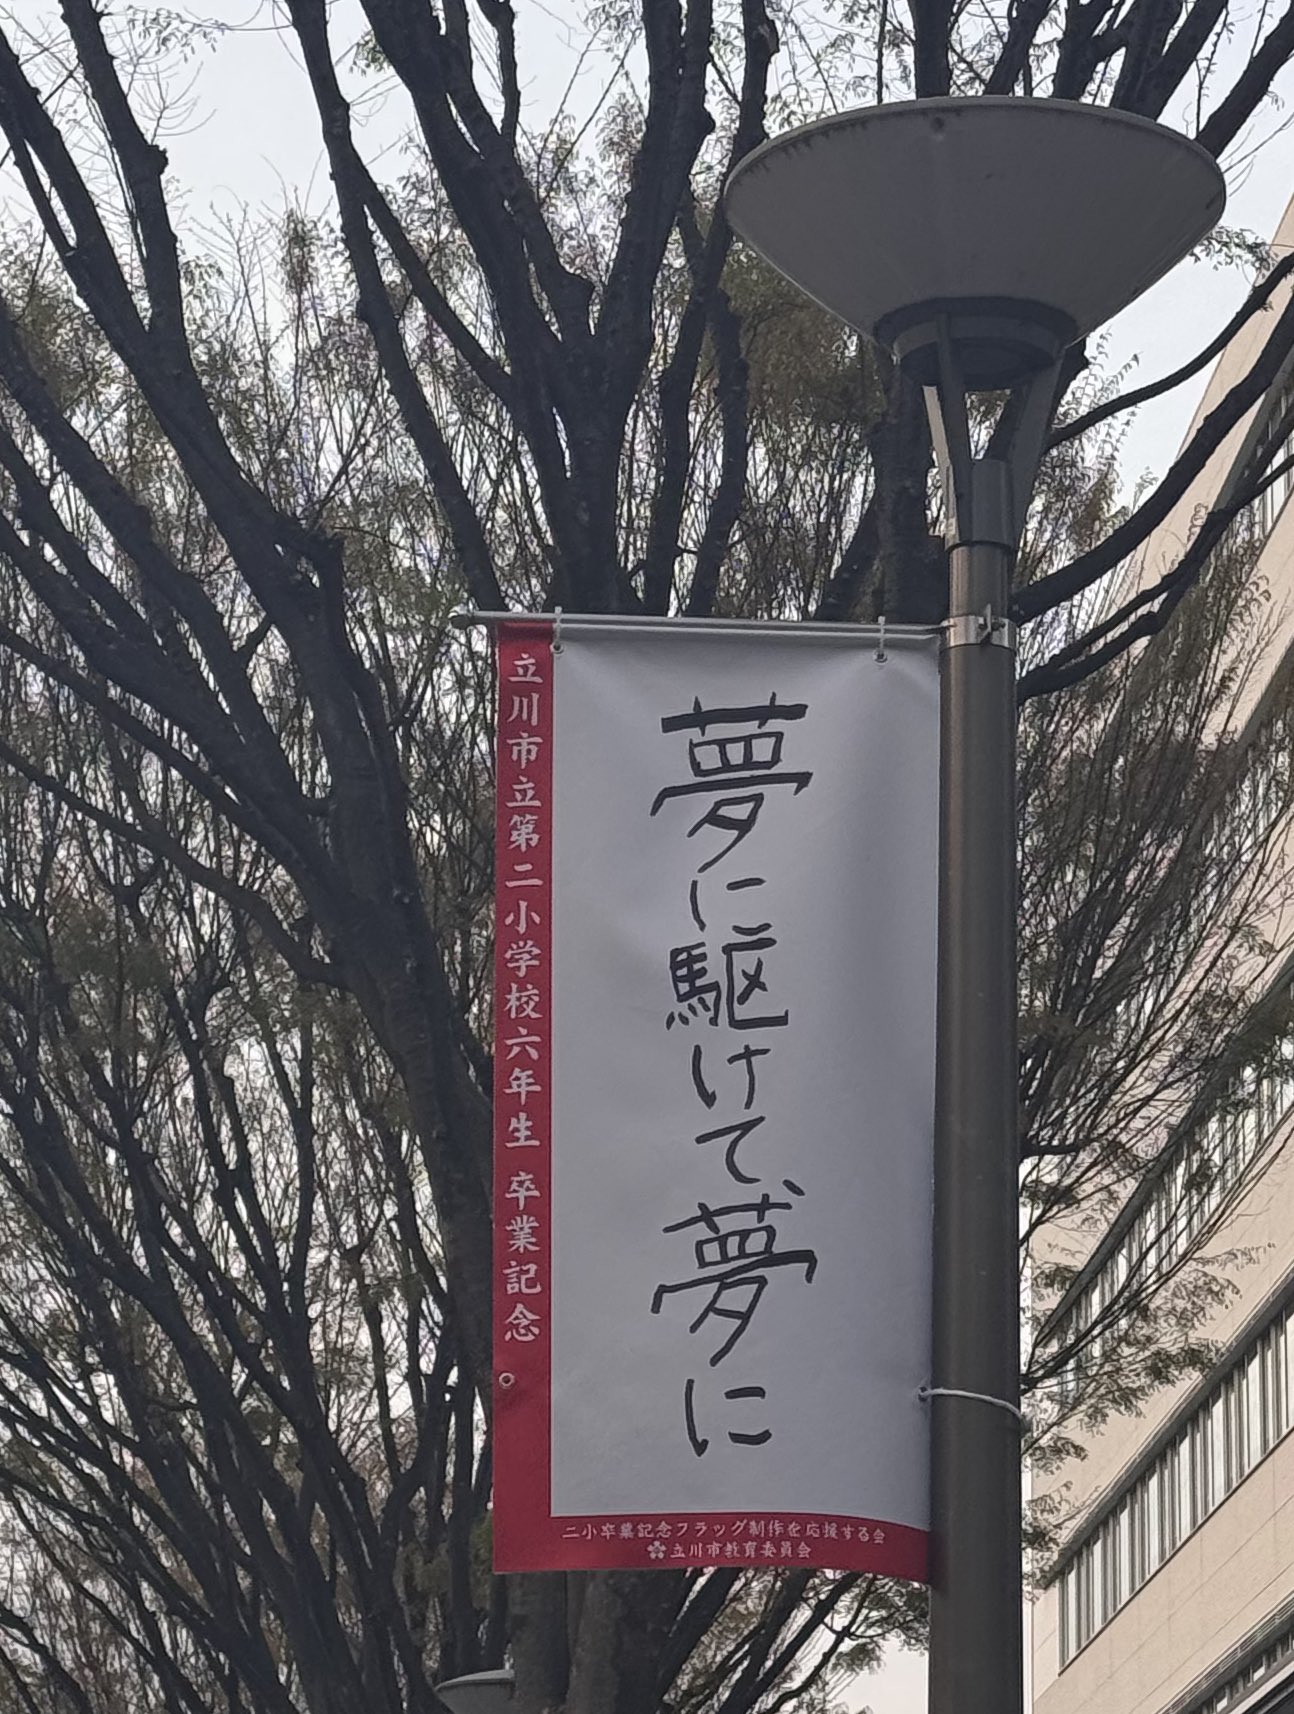 夢に駆けて、夢に
立川市立第二小学校六年生 卒業記念
二小卒業記念フラッグ制作を応援する会
立川市教育委員会